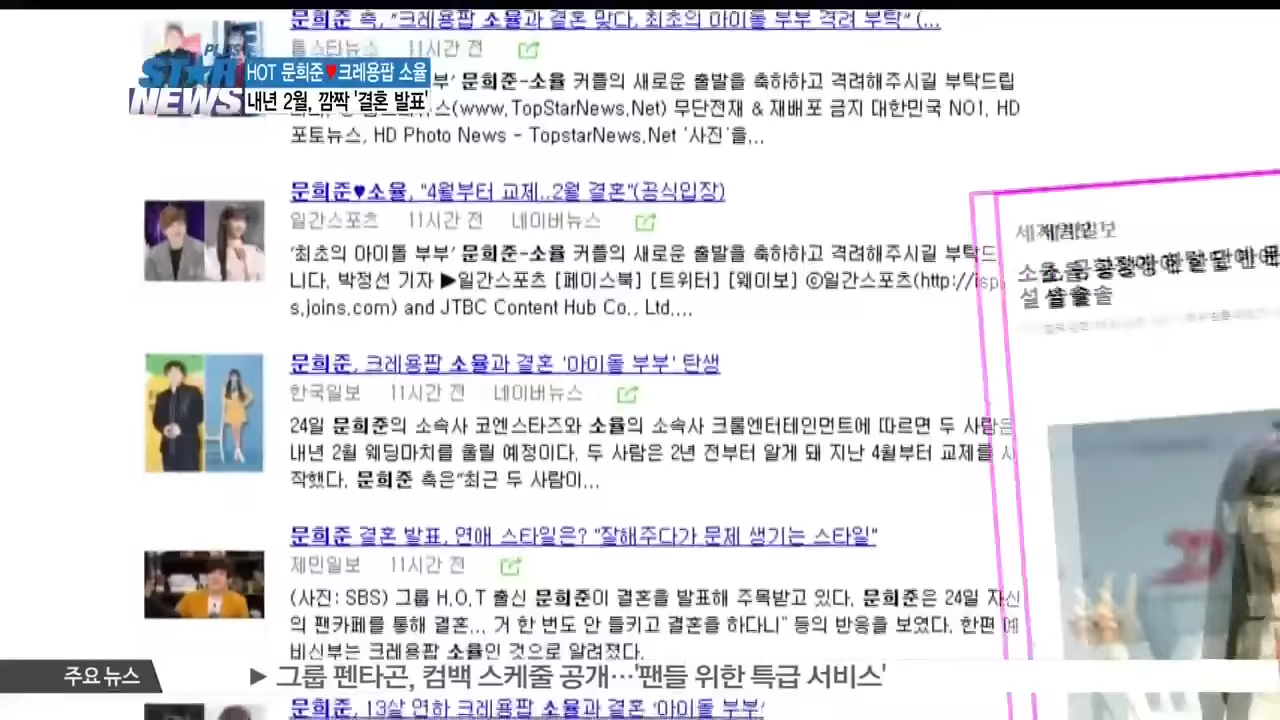 문희준 측, "크레용팝 소율과 결혼 맞다, 최초의 아이돌 부부 격려 부탁" (...
톱스타뉴스 11시간 전
PLUS
STAR
NEWS
HOT 문희준♥크레용팝 소율
내년 2월, 깜짝 '결혼 발표'
부' 문희준-소율 커플의 새로운 출발을 축하하고 격려해주시길 부탁드립
(www.TopStarNews.Net) 무단전재 & 재배포 금지 대한민국 NO1. HD
포토뉴스, HD Photo News - TopstarNews.Net '사진'을...
문희준♥소율, "4월부터 교제..2월 결혼"(공식입장)
일간스포츠 11시간 전 네이버뉴스
'최초의 아이돌 부부' 문희준-소율 커플의 새로운 출발을 축하하고 격려해주시길 부탁드
니다. 박정선 기자 ▶일간스포츠 [페이스북] [트위터] [웨이보] ⓒ일간스포츠(http://isp
s.joins.com) and JTBC Content Hub Co., Ltd....
문희준, 크레용팝 소율과 결혼 '아이돌 부부' 탄생
한국일보 11시간 전 네이버뉴스
24일 문희준의 소속사 코엔스타즈와 소율의 소속사 크롬엔터테인먼트에 따르면 두 사람은
내년 2월 웨딩마치를 울릴 예정이다. 두 사람은 2년 전부터 알게 돼 지난 4월부터 교제를 시
작했다. 문희준 측은"최근 두 사람이...
문희준 결혼 발표, 연애 스타일은? "잘해주다가 문제 생기는 스타일"
제민일보 11시간 전
(사진: SBS) 그룹 H.O.T 출신 문희준이 결혼을 발표해 주목받고 있다. 문희준은 24일 자신
의 팬카페를 통해 결혼... 거 한 번도 안 들키고 결혼을 하다니" 등의 반응을 보였다. 한편 예
비신부는 크레용팝 소율인 것으로 알려졌다.
주요뉴스
▶ 그룹 펜타곤, 컴백 스케줄 공개…'팬들 위한 특급 서비스'
문희준, 13살 연하 크레용팝 소율과 결혼 '아이돌 부부'